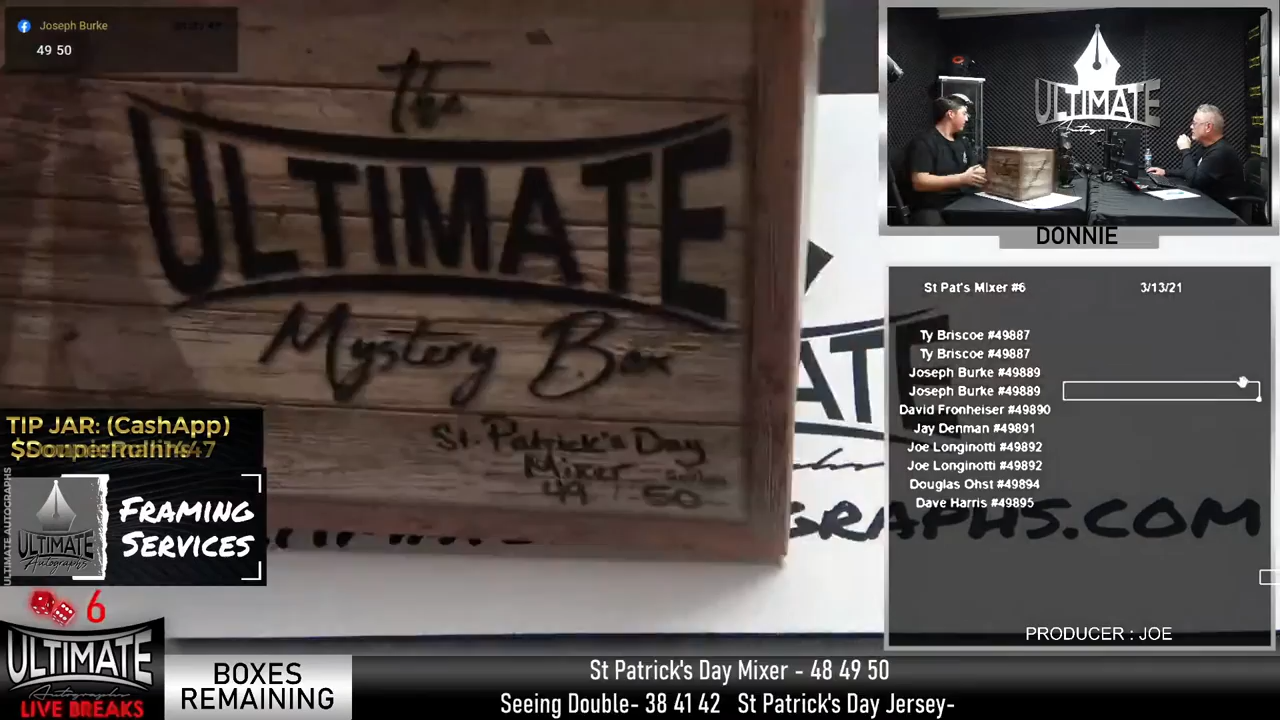 Joseph Burke
49 50
the
ULTIMATE
Mystery Box
St. Patrick's Day
Mixer
49 50
ULTIMATE
DONNIE
St Pat's Mixer #6 3/13/21
Ty Briscoe #49887
Ty Briscoe #49887
Joseph Burke #49889
Joseph Burke #49889
David Fronheiser #49890
Jay Denman #49891
Joe Longinotti #49892
Joe Longinotti #49892
Douglas Ohst #49894
Dave Harris #49895
GRAPHS.COM
PRODUCER : JOE
TIP JAR: (CashApp)
ULTIMATE AUTOGRAPHS
ULTIMATE
Autographs
FRAMING
SERVICES
6
ULTIMATE
Autographs
LIVE BREAKS
BOXES
REMAINING
St Patrick's Day Mixer - 48 49 50
Seeing Double- 38 41 42 St Patrick's Day Jersey-